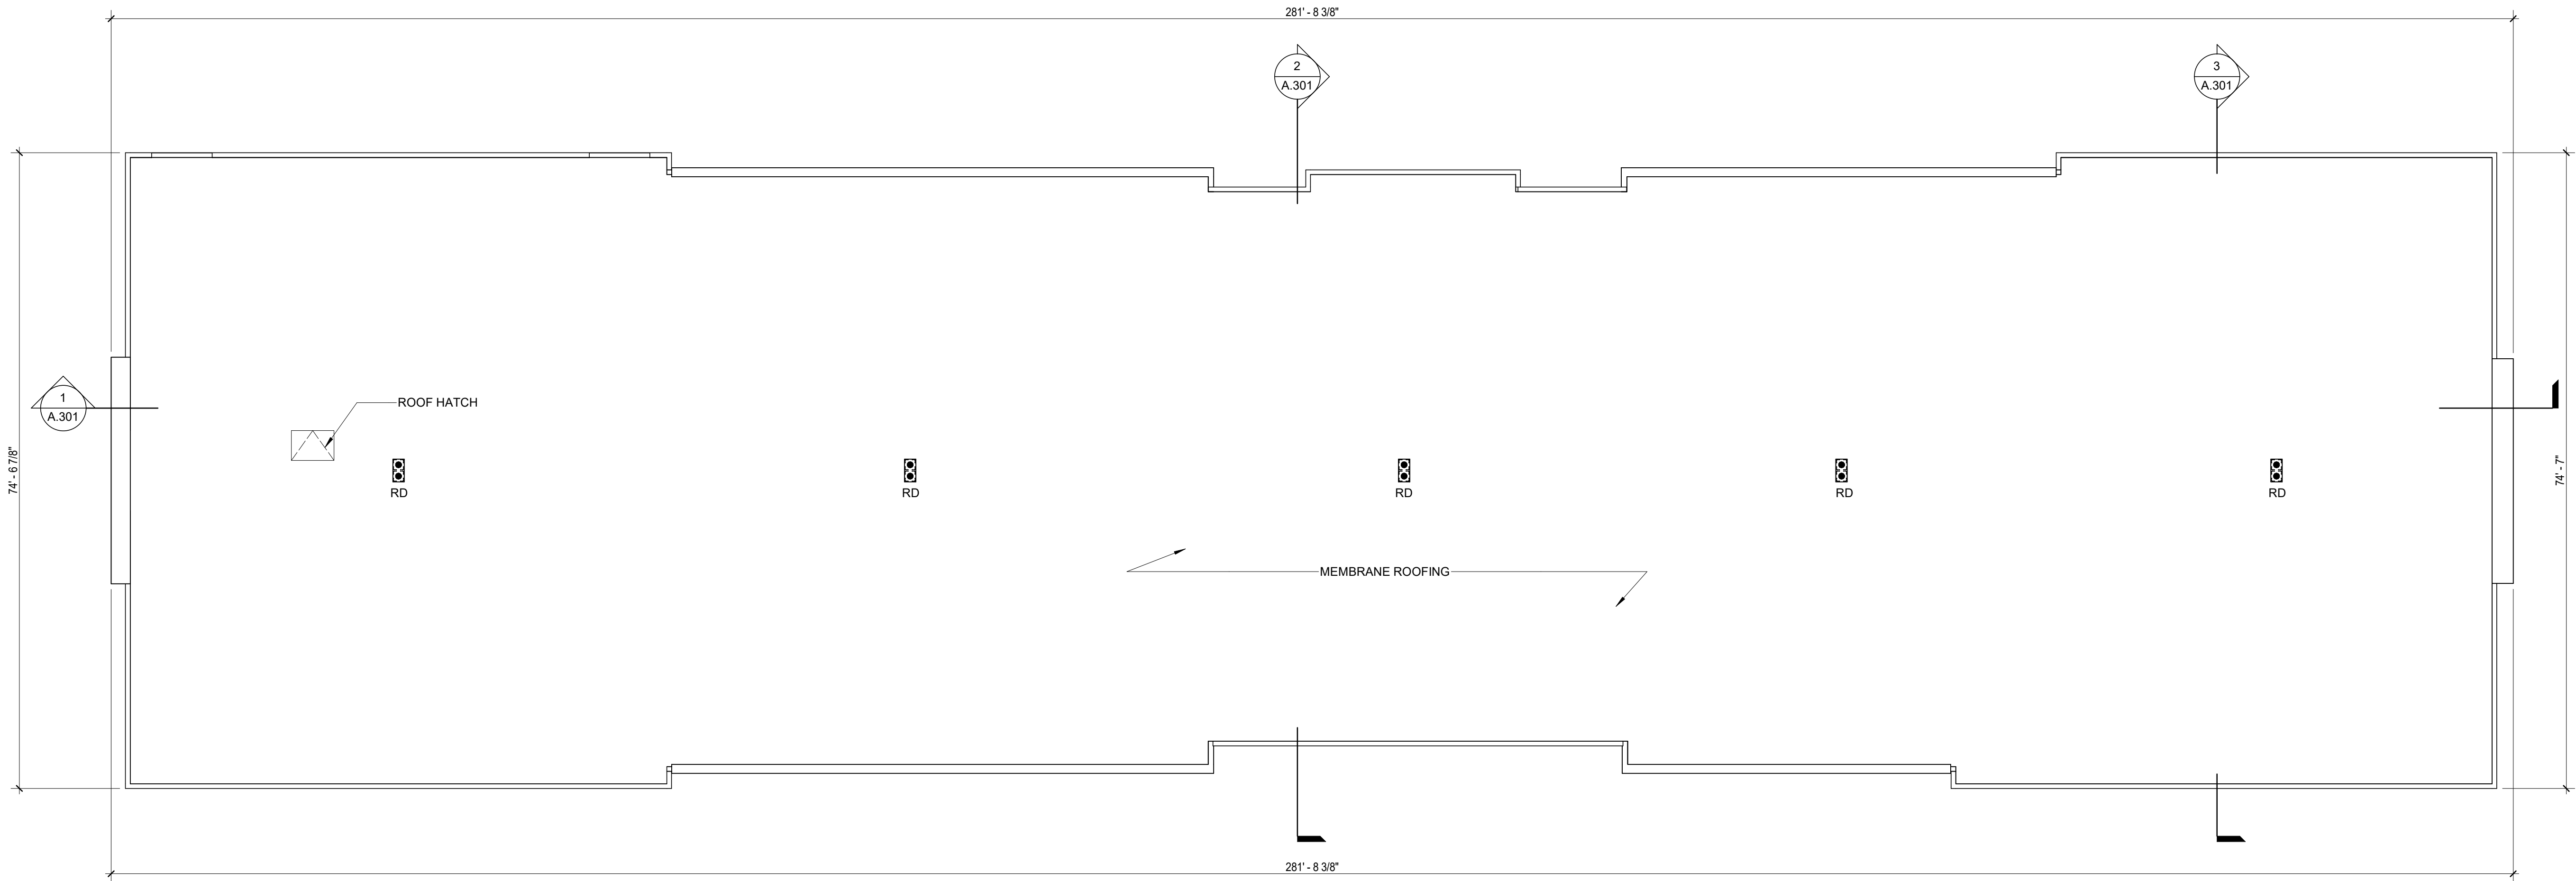 281' - 8 3/8"
2
A.301
3
A.301
1
A.301
ROOF HATCH
74' - 6 7/8"
74' - 7"
RD
RD
RD
RD
RD
MEMBRANE ROOFING
281' - 8 3/8"